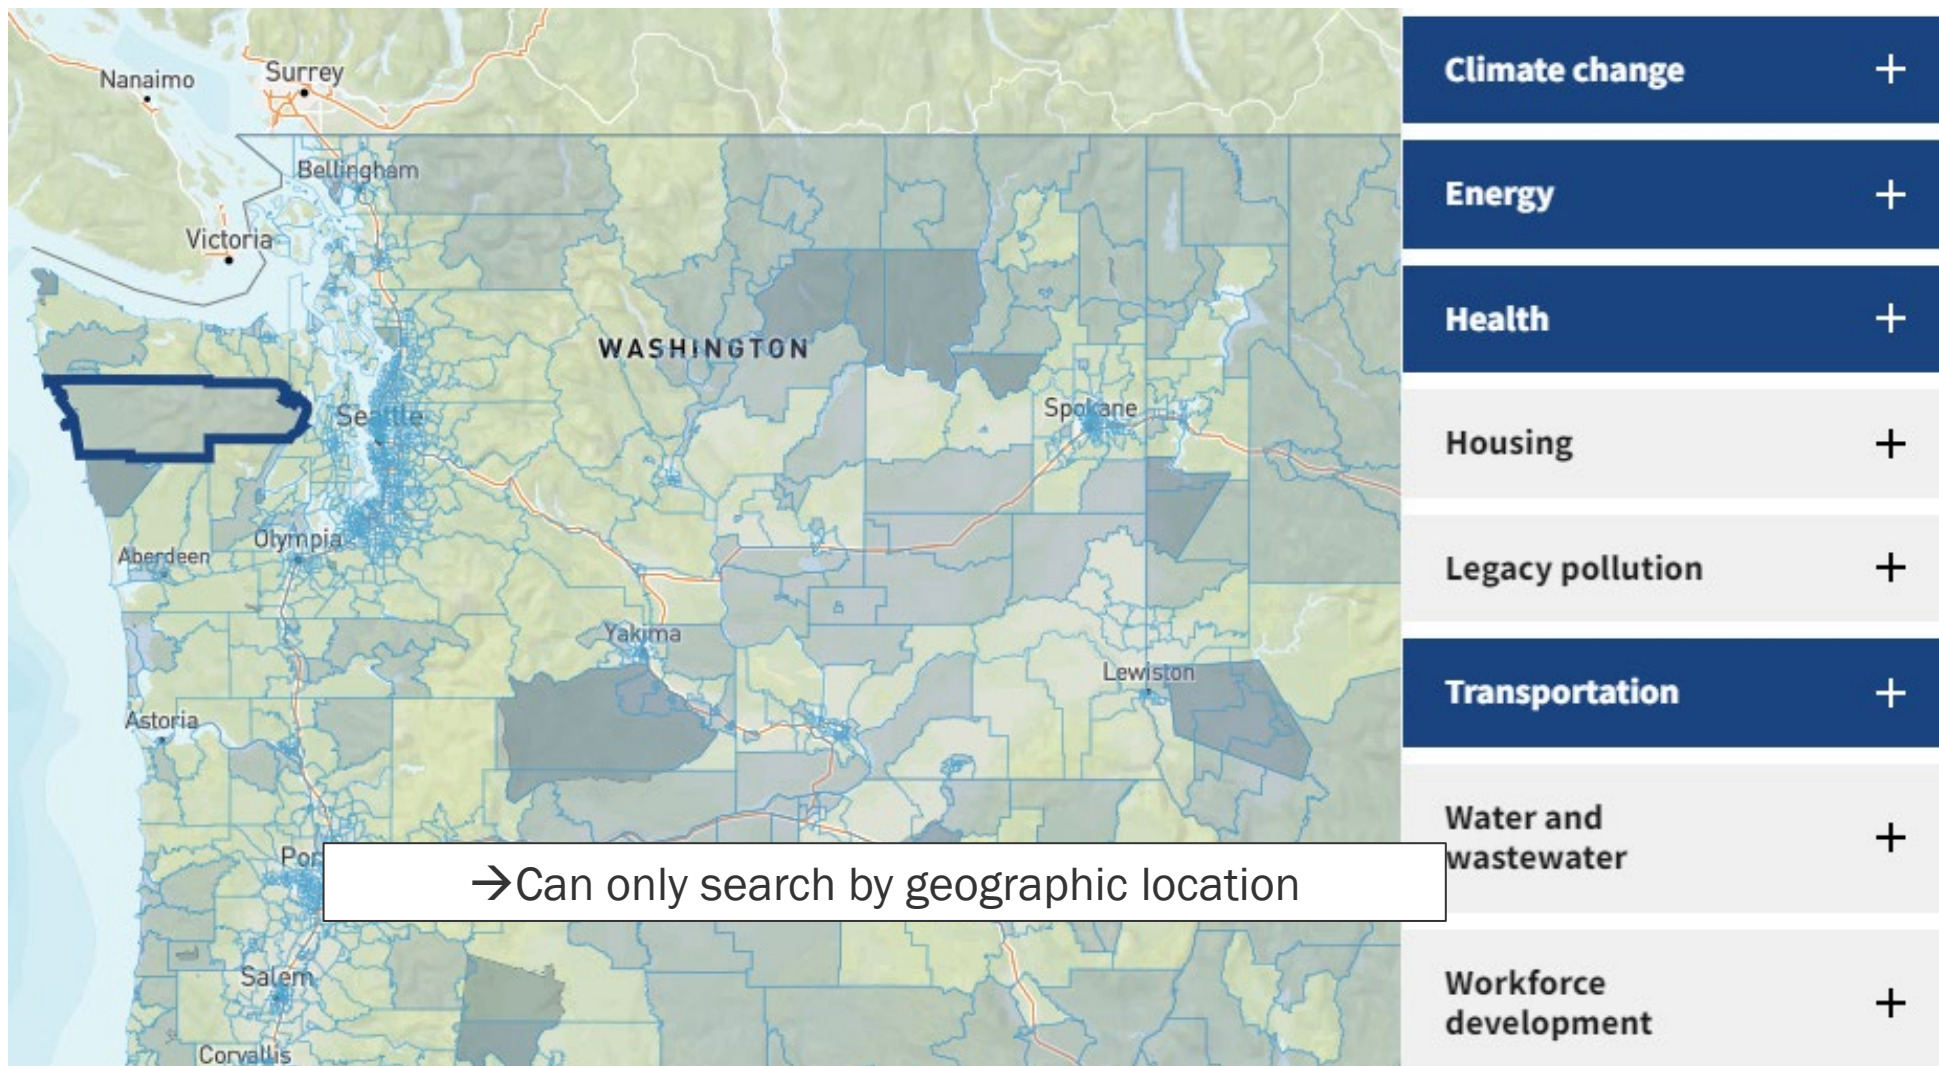 Nanaimo
Surrey
Bellingham
Victoria
WASHINGTON
Seattle
Spokane
Olympia
Aberdeen
Yakima
Lewiston
Astoria
Por
→Can only search by geographic location
Salem
Corvallis
Climate change +
Energy +
Health +
Housing +
Legacy pollution +
Transportation +
Water and
wastewater +
Workforce
development +